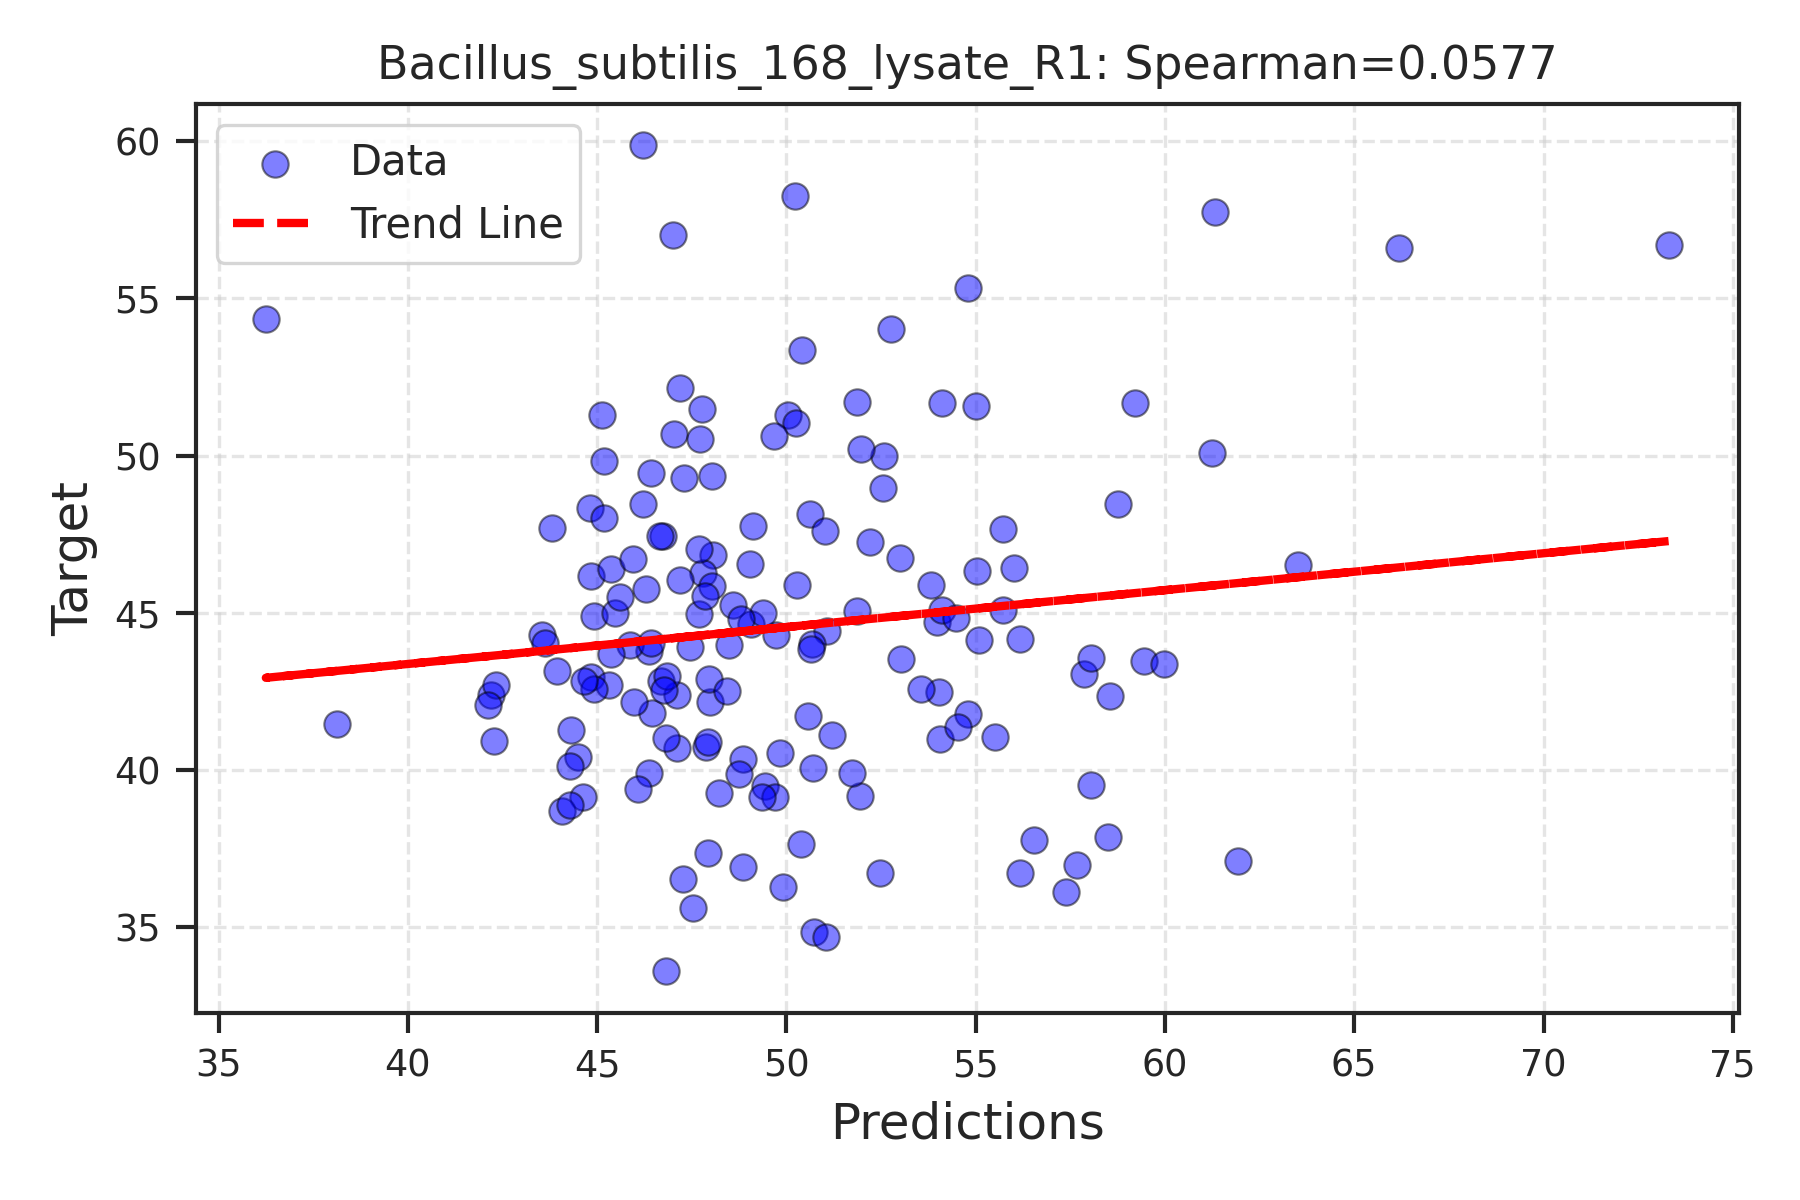 Bacillus_subtilis_168_lysate_R1: Spearman=0.0577
Data
Trend Line
60
55
50
45
40
35
Target
35 40 45 50 55 60 65 70 75
Predictions